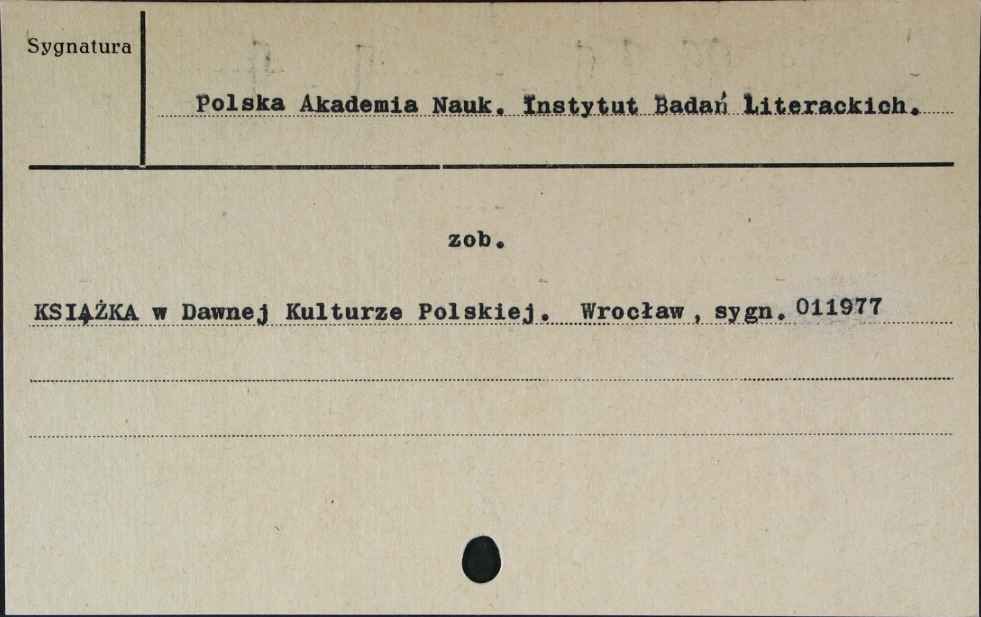 Sygnatura
Polska Akademia Nauk. Instytut Badań Literackich.
zob.
KSIĄŻKA w Dawnej Kulturze Polskiej. Wrocław, sygn. 011977